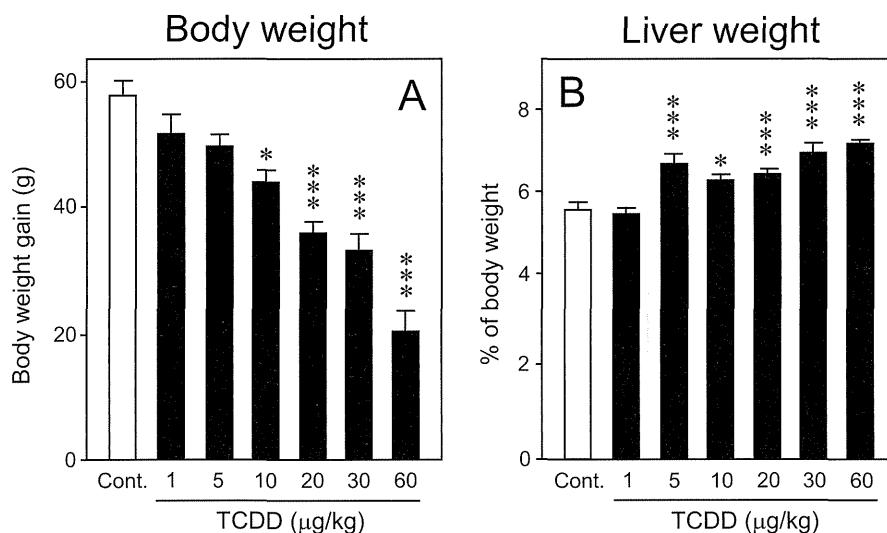 Body weight
A
Body weight gain (g)
60
40
20
0
*
***
***
***
Cont. 1 5 10 20 30 60
TCDD (μg/kg)
Liver weight
B
% of body weight
8
6
4
2
0
***
*
***
***
***
Cont. 1 5 10 20 30 60
TCDD (μg/kg)